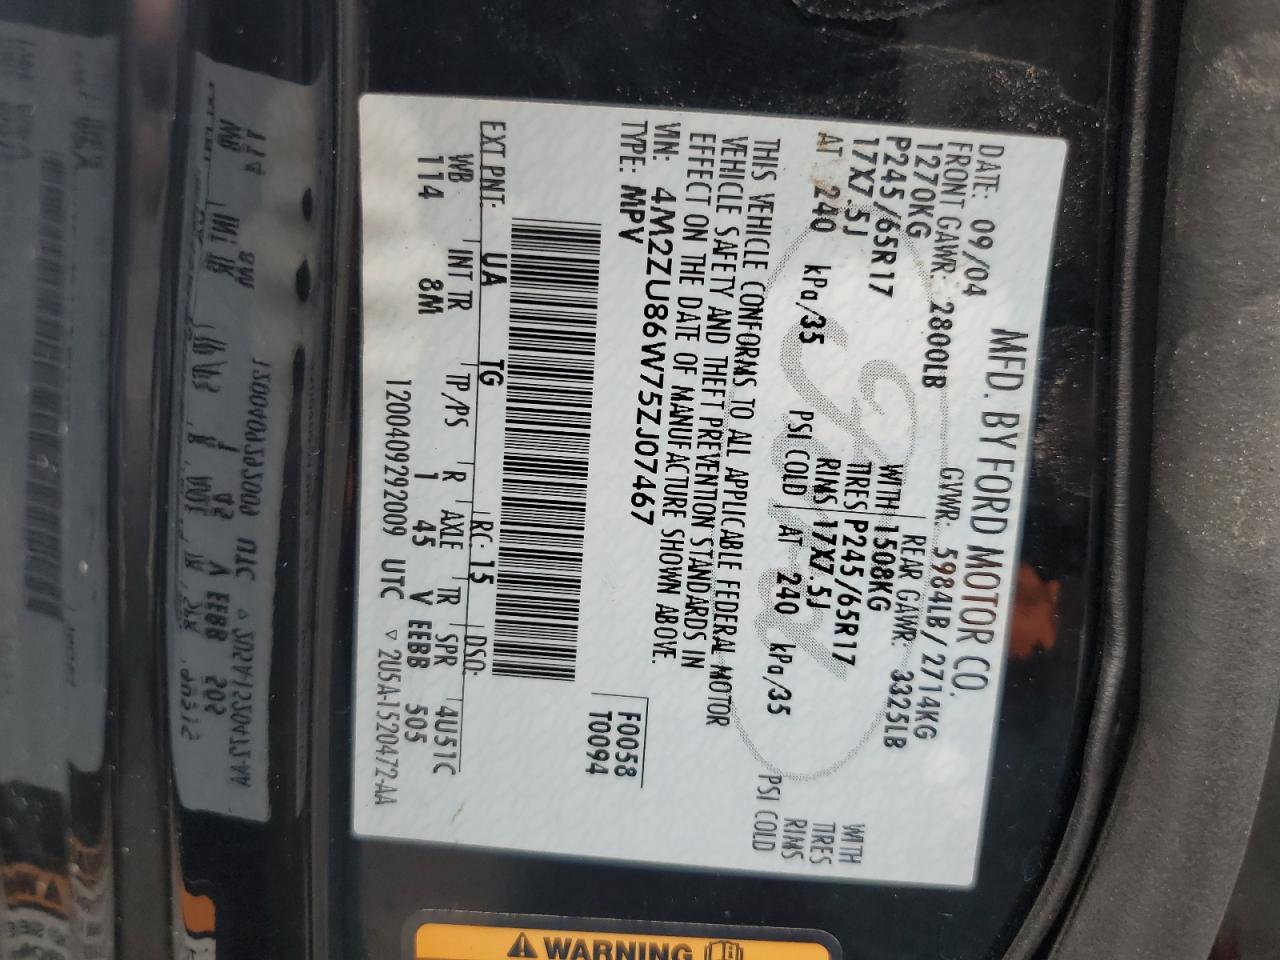 MFD. BY FORD MOTOR CO.
DATE: 09/04 GVWR: 5984LB/ 2714KG
FRONT GAWR: 2800LB REAR GAWR: 3325LB
1270KG WITH 1508KG WITH
P245/65R17 TIRES P245/65R17 TIRES
17X7.5J RIMS 17X7.5J RIMS
AT 240 kPa/35 PSI COLD AT 240 kPa/35 PSI COLD
THIS VEHICLE CONFORMS TO ALL APPLICABLE FEDERAL MOTOR
VEHICLE SAFETY AND THEFT PREVENTION STANDARDS IN
EFFECT ON THE DATE OF MANUFACTURE SHOWN ABOVE.
VIN: 4M2ZU86W75ZJ07467
TYPE: MPV
F0058
T0094
EXT PNT: UA TG RC: 15 DSO:
WB INT TR TP/PS R AXLE TR SPR 4U51C
114 8M 1 45 V EEBB 505
1200409292009 UTC ▽ 2U5A-1520472-AA
⚠ WARNING